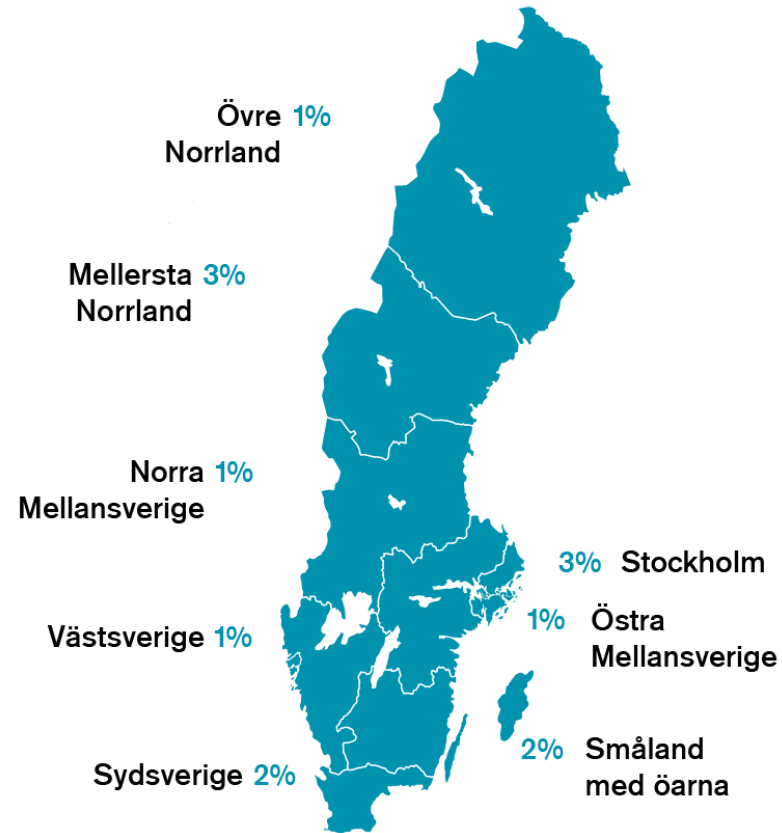 Övre 1%
Norrland
Mellersta 3%
Norrland
Norra 1%
Mellansverige
3% Stockholm
1% Östra
Mellansverige
Västsverige 1%
2% Småland
med öarna
Sydsverige 2%